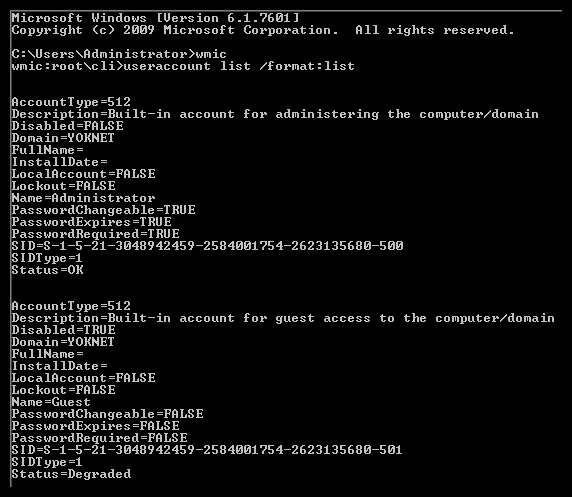 Microsoft Windows [Version 6.1.7601]
Copyright (c) 2009 Microsoft Corporation.  All rights reserved.
C:\Users\Administrator>wmic
wmic:root\cli>useraccount list /format:list
AccountType=512
Description=Built-in account for administering the computer/domain
Disabled=FALSE
Domain=YOKNET
FullName=
InstallDate=
LocalAccount=FALSE
Lockout=FALSE
Name=Administrator
PasswordChangeable=TRUE
PasswordExpires=TRUE
PasswordRequired=TRUE
SID=S-1-5-21-3048942459-2584001754-2623135680-500
SIDType=1
Status=OK
AccountType=512
Description=Built-in account for guest access to the computer/domain
Disabled=TRUE
Domain=YOKNET
FullName=
InstallDate=
LocalAccount=FALSE
Lockout=FALSE
Name=Guest
PasswordChangeable=FALSE
PasswordExpires=FALSE
PasswordRequired=FALSE
SID=S-1-5-21-3048942459-2584001754-2623135680-501
SIDType=1
Status=Degraded